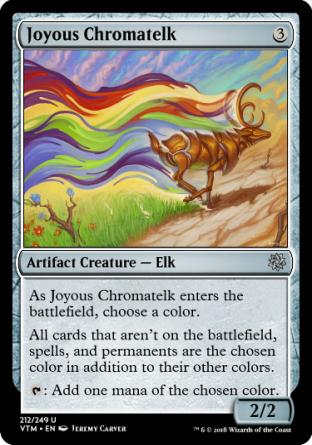 Joyous Chromatelk 3
Artifact Creature — Elk
As Joyous Chromatelk enters the
battlefield, choose a color.
All cards that aren't on the battlefield,
spells, and permanents are the chosen
color in addition to their other colors.
: Add one mana of the chosen color.
2/2
212/249 U
VTM • EN Jeremy Carver
™ & © 2018 Wizards of the Coast